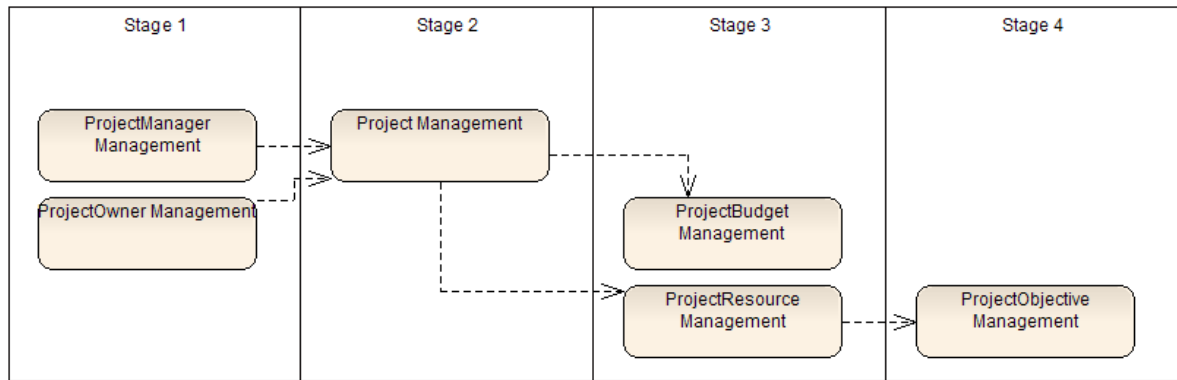 Stage 1
Stage 2
Stage 3
Stage 4
ProjectManager
Management
Project Management
ProjectOwner Management
ProjectBudget
Management
ProjectResource
Management
ProjectObjective
Management